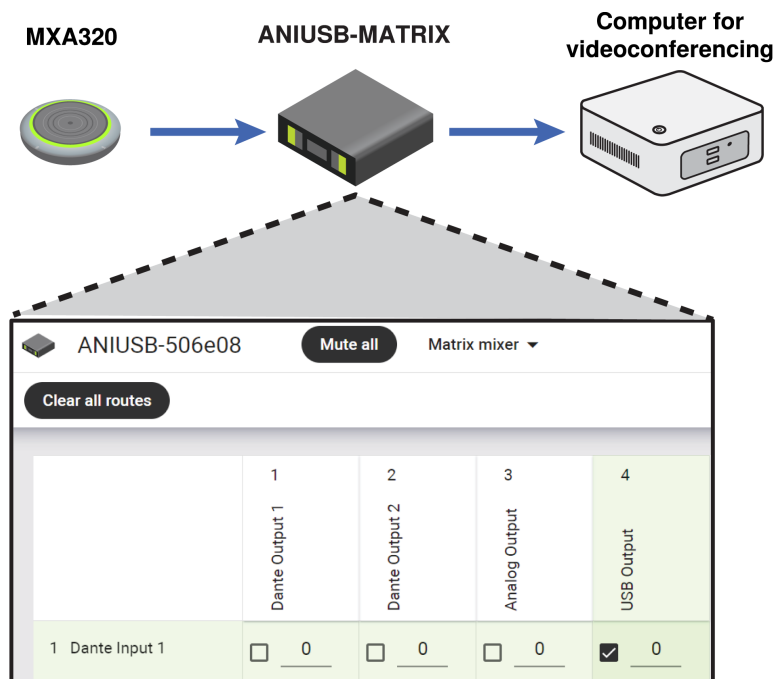 MXA320
ANIUSB-MATRIX
Computer for
videoconferencing
ANIUSB-506e08
Mute all
Matrix mixer
Clear all routes
1
2
3
4
Dante Output 1
Dante Output 2
Analog Output
USB Output
1 Dante Input 1
0
0
0
0